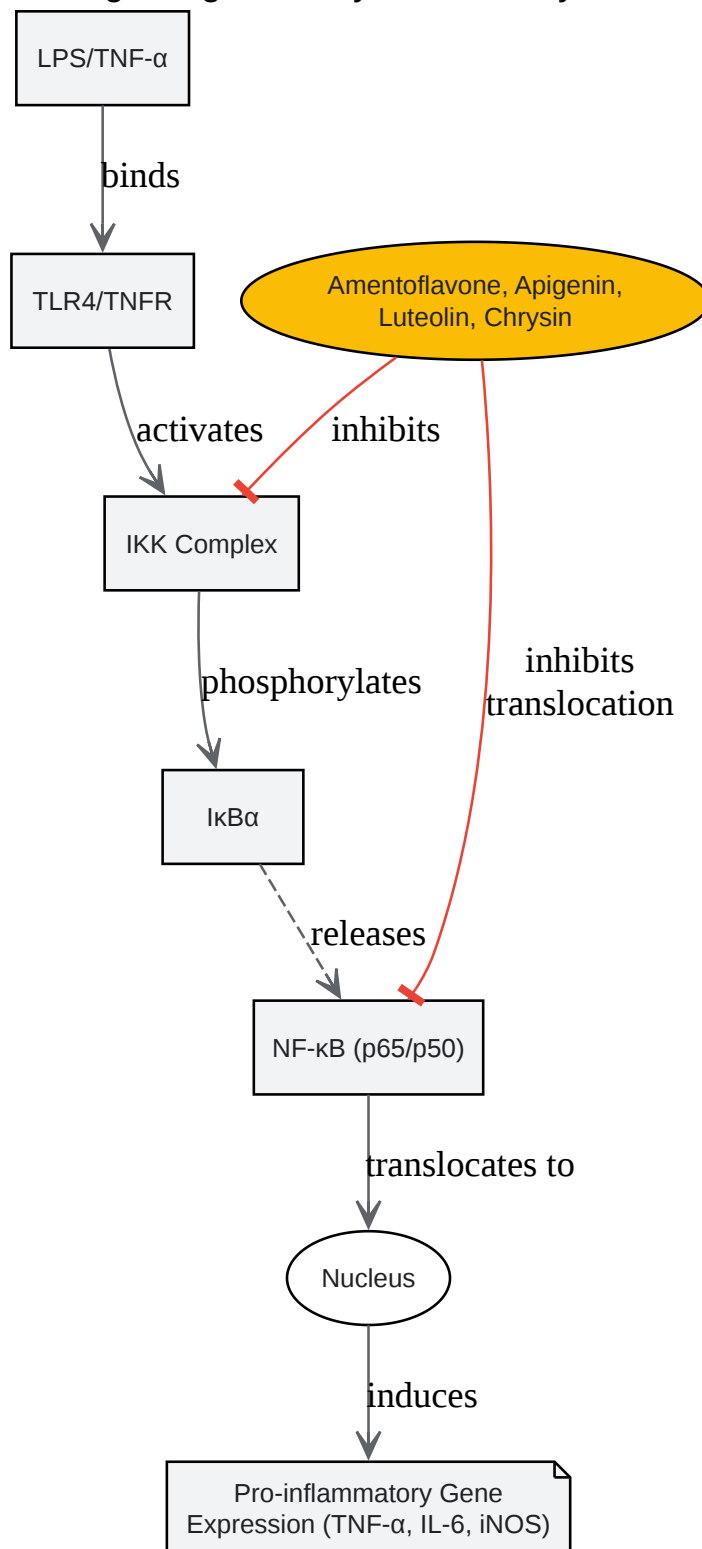 LPS/TNF-α
binds
TLR4/TNFR
Amentoflavone, Apigenin,
Luteolin, Chrysin
activates
inhibits
IKK Complex
phosphorylates
inhibits
translocation
IκBα
releases
NF-κB (p65/p50)
translocates to
Nucleus
induces
Pro-inflammatory Gene
Expression (TNF-α, IL-6, iNOS)